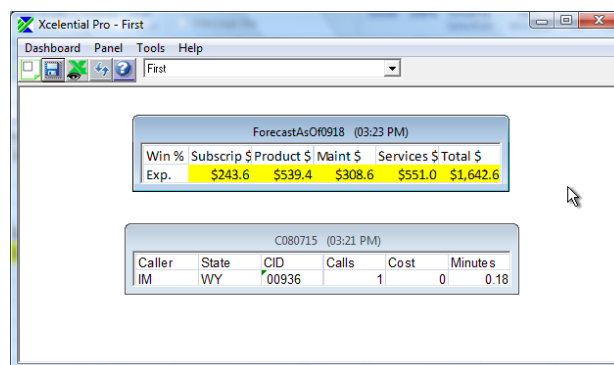 Xcelential Pro - First
Dashboard Panel Tools Help
First
ForecastAsOf0918 (03:23 PM)
Win % Subscrip $ Product $ Maint $ Services $ Total $
Exp. $243.6 $539.4 $308.6 $551.0 $1,642.6
C080715 (03:21 PM)
Caller State CID Calls Cost Minutes
IM WY 00936 1 0 0.18